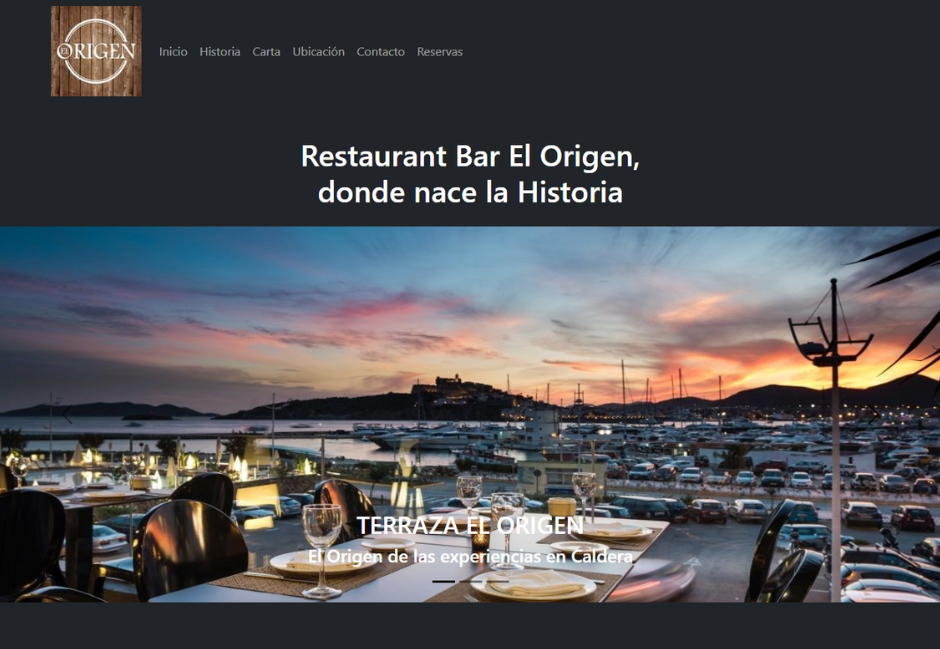 EL ORIGEN
Inicio Historia Carta Ubicación Contacto Reservas
Restaurant Bar El Origen,
donde nace la Historia
TERRAZA EL ORIGEN
El Origen de las experiencias en Caldera